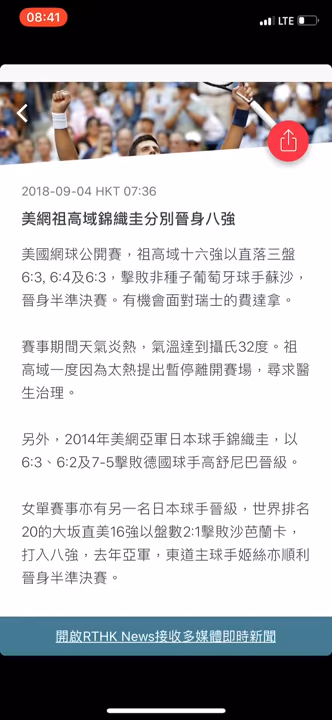 08:41
LTE
2018-09-04 HKT 07:36
美網祖高域錦織圭分別晉身八強
美國網球公開賽，祖高域十六強以直落三盤
6:3, 6:4及6:3，擊敗非種子葡萄牙球手蘇沙，
晉身半準決賽。有機會面對瑞士的費達拿。
賽事期間天氣炎熱，氣溫達到攝氏32度。祖
高域一度因為太熱提出暫停離開賽場，尋求醫
生治理。
另外，2014年美網亞軍日本球手錦織圭，以
6:3、6:2及7-5擊敗德國球手高舒尼巴晉級。
女單賽事亦有另一名日本球手晉級，世界排名
20的大坂直美16強以盤數2:1擊敗沙芭蘭卡，
打入八強，去年亞軍，東道主球手姬絲亦順利
晉身半準決賽。
開啟RTHK News接收多媒體即時新聞